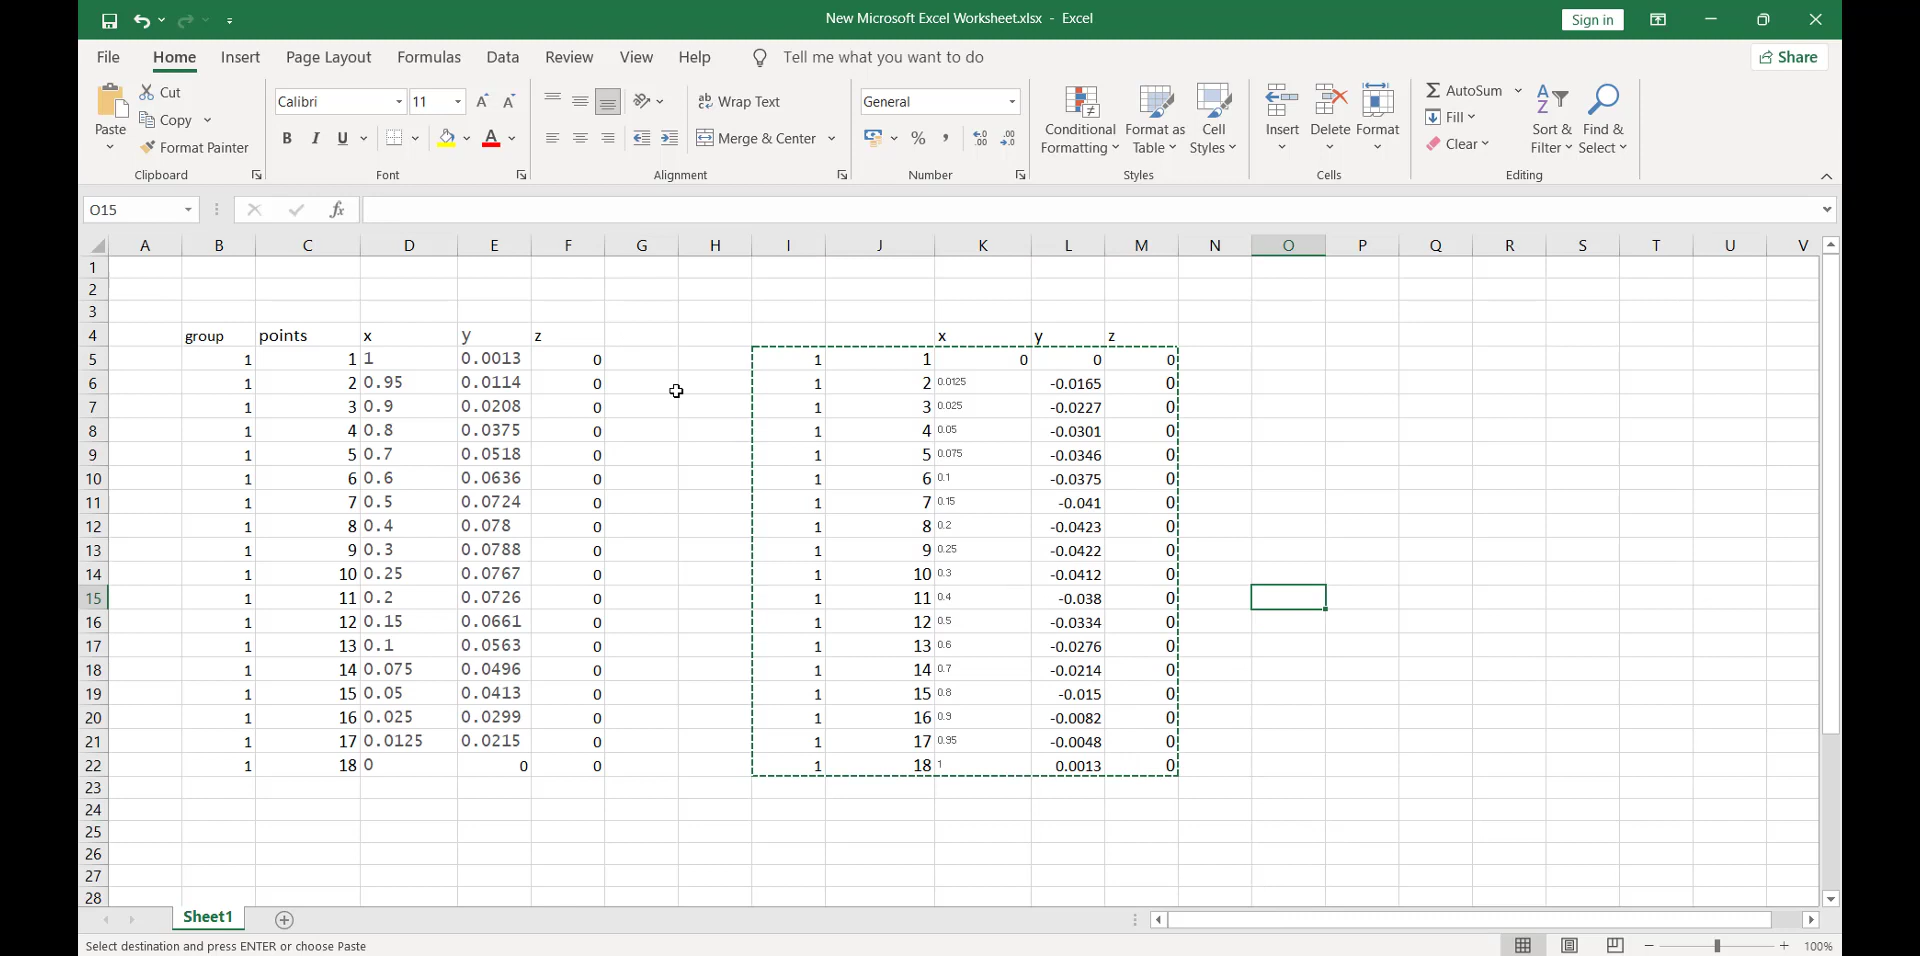 New Microsoft Excel Worksheet.xlsx - Excel
Sign in
File Home Insert Page Layout Formulas Data Review View Help Tell me what you want to do Share
Paste
Cut
Copy
Format Painter
Clipboard
Calibri 11
B I U
Font
Wrap Text
Merge & Center
Alignment
General
Number
Conditional Formatting
Format as Table
Cell Styles
Styles
Insert Delete Format
Cells
AutoSum
Fill
Clear
Sort & Filter
Find & Select
Editing
O15 fx
A B C D E F G H I J K L M N O P Q R S T U V
1
2
3
4 group points x y z x y z
5 1 1 1 0.0013 0 1 1 0 0 0
6 1 2 0.95 0.0114 0 1 2 0.0125 -0.0165 0
7 1 3 0.9 0.0208 0 1 3 0.025 -0.0227 0
8 1 4 0.8 0.0375 0 1 4 0.05 -0.0301 0
9 1 5 0.7 0.0518 0 1 5 0.075 -0.0346 0
10 1 6 0.6 0.0636 0 1 6 0.1 -0.0375 0
11 1 7 0.5 0.0724 0 1 7 0.15 -0.041 0
12 1 8 0.4 0.078 0 1 8 0.2 -0.0423 0
13 1 9 0.3 0.0788 0 1 9 0.25 -0.0422 0
14 1 10 0.25 0.0767 0 1 10 0.3 -0.0412 0
15 1 11 0.2 0.0726 0 1 11 0.4 -0.038 0
16 1 12 0.15 0.0661 0 1 12 0.5 -0.0334 0
17 1 13 0.1 0.0563 0 1 13 0.6 -0.0276 0
18 1 14 0.075 0.0496 0 1 14 0.7 -0.0214 0
19 1 15 0.05 0.0413 0 1 15 0.8 -0.015 0
20 1 16 0.025 0.0299 0 1 16 0.9 -0.0082 0
21 1 17 0.0125 0.0215 0 1 17 0.95 -0.0048 0
22 1 18 0 0 0 1 18 1 0.0013 0
23
24
25
26
27
28
Sheet1
Select destination and press ENTER or choose Paste
100%